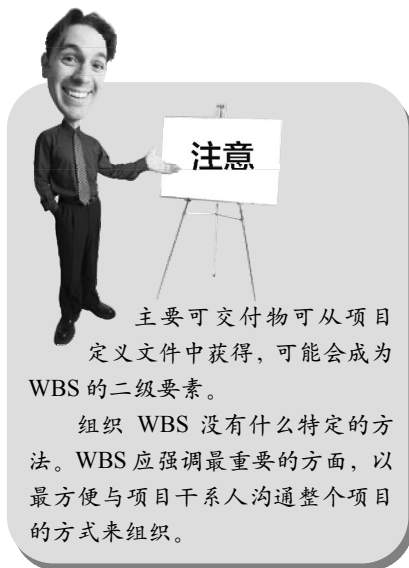 注意
主要可交付物可从项目
定义文件中获得，可能会成为
WBS 的二级要素。
组织 WBS 没有什么特定的方
法。WBS 应强调最重要的方面，以
最方便与项目干系人沟通整个项目
的方式来组织。